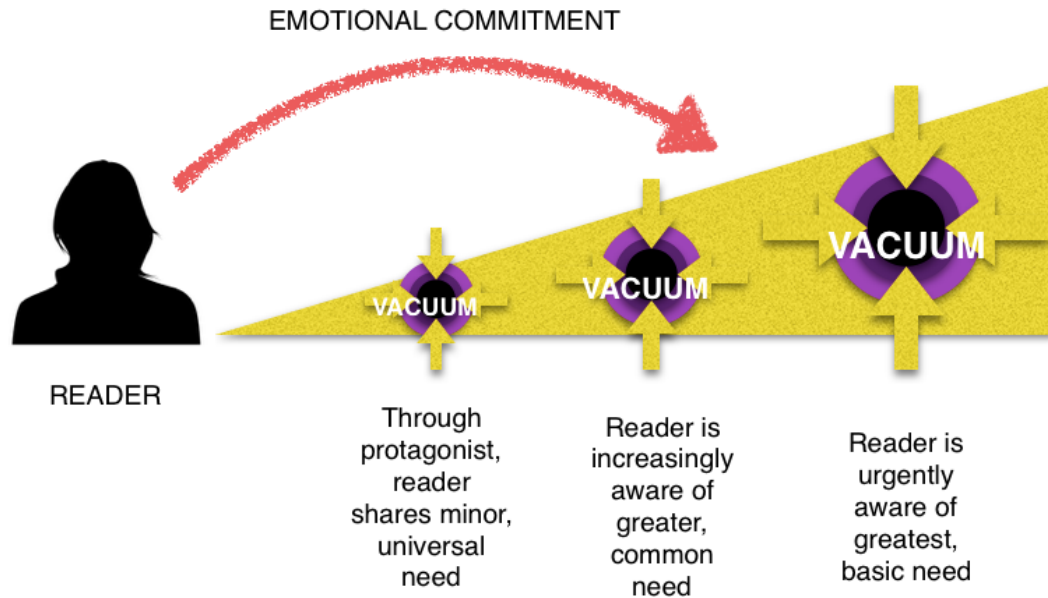 EMOTIONAL COMMITMENT
VACUUM
VACUUM
VACUUM
READER
Through
protagonist,
reader
shares minor,
universal
need
Reader is
increasingly
aware of
greater,
common
need
Reader is
urgently
aware of
greatest,
basic need